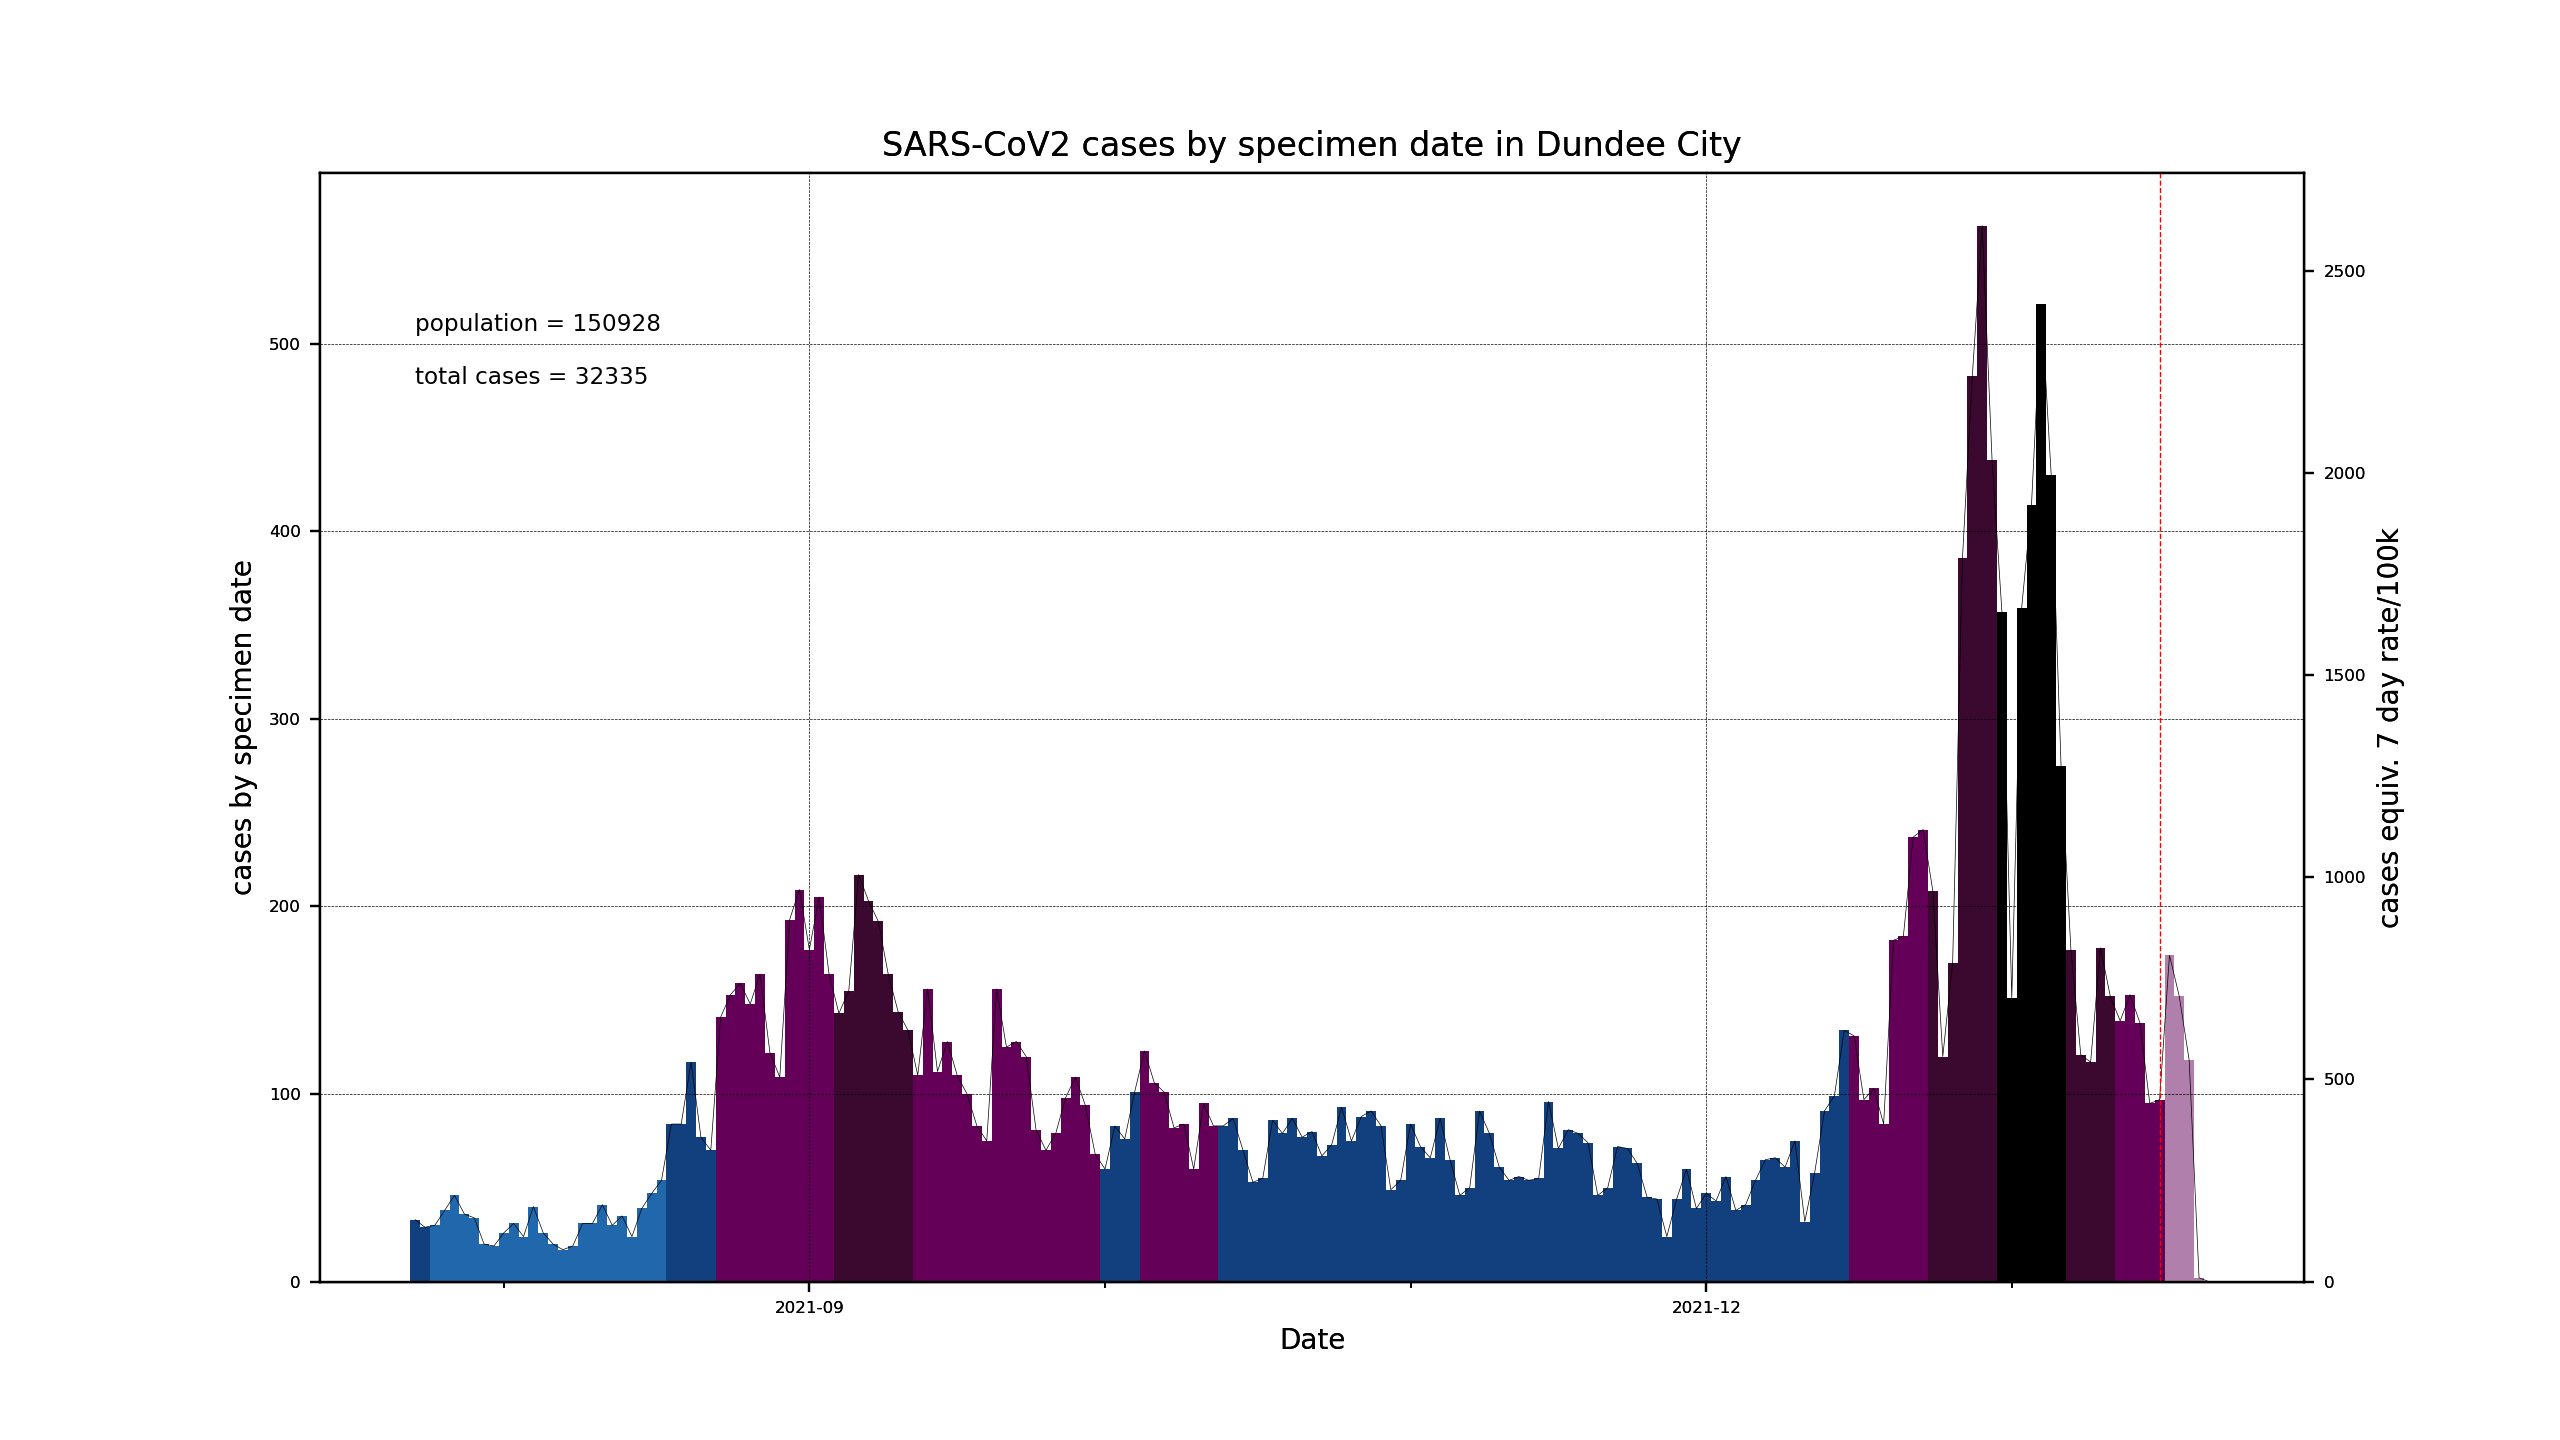 SARS-CoV2 cases by specimen date in Dundee City
population = 150928
total cases = 32335
cases by specimen date
500
400
300
200
100
0
2500
2000
1500
1000
500
0
cases equiv. 7 day rate/100k
2021-09
2021-12
Date